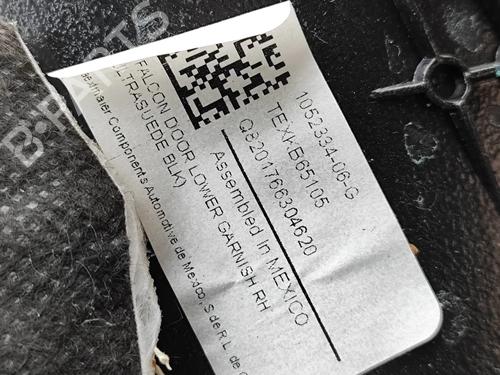 1052334-06-G
TEXI-B65105
Q8201766304620
Assembled in MEXICO
FALCON DOOR LOWER GARNISH RH
ULTRASUEDE BLK)
Components Automotive de Mexico, S de R.L. de
B-PARTS